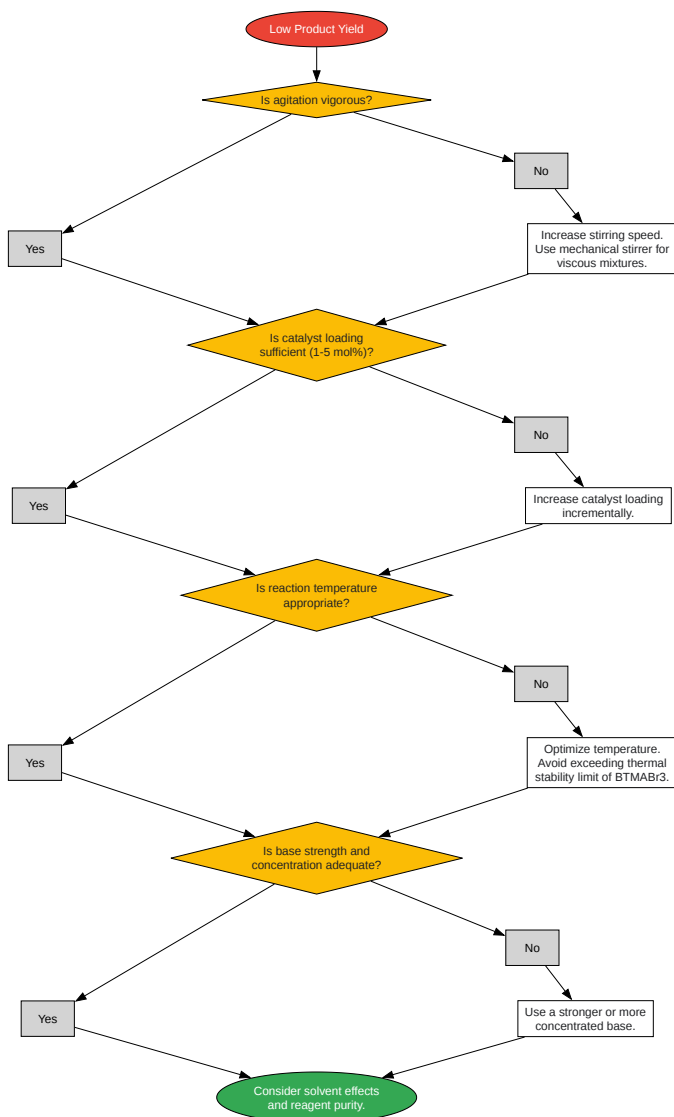 Low Product Yield
Is agitation vigorous?
No
Yes
Increase stirring speed.
Use mechanical stirrer for
viscous mixtures.
Is catalyst loading
sufficient (1-5 mol%)?
No
Yes
Increase catalyst loading
incrementally.
Is reaction temperature
appropriate?
No
Yes
Optimize temperature.
Avoid exceeding thermal
stability limit of BTMABr3.
Is base strength and
concentration adequate?
No
Yes
Use a stronger or more
concentrated base.
Consider solvent effects
and reagent purity.